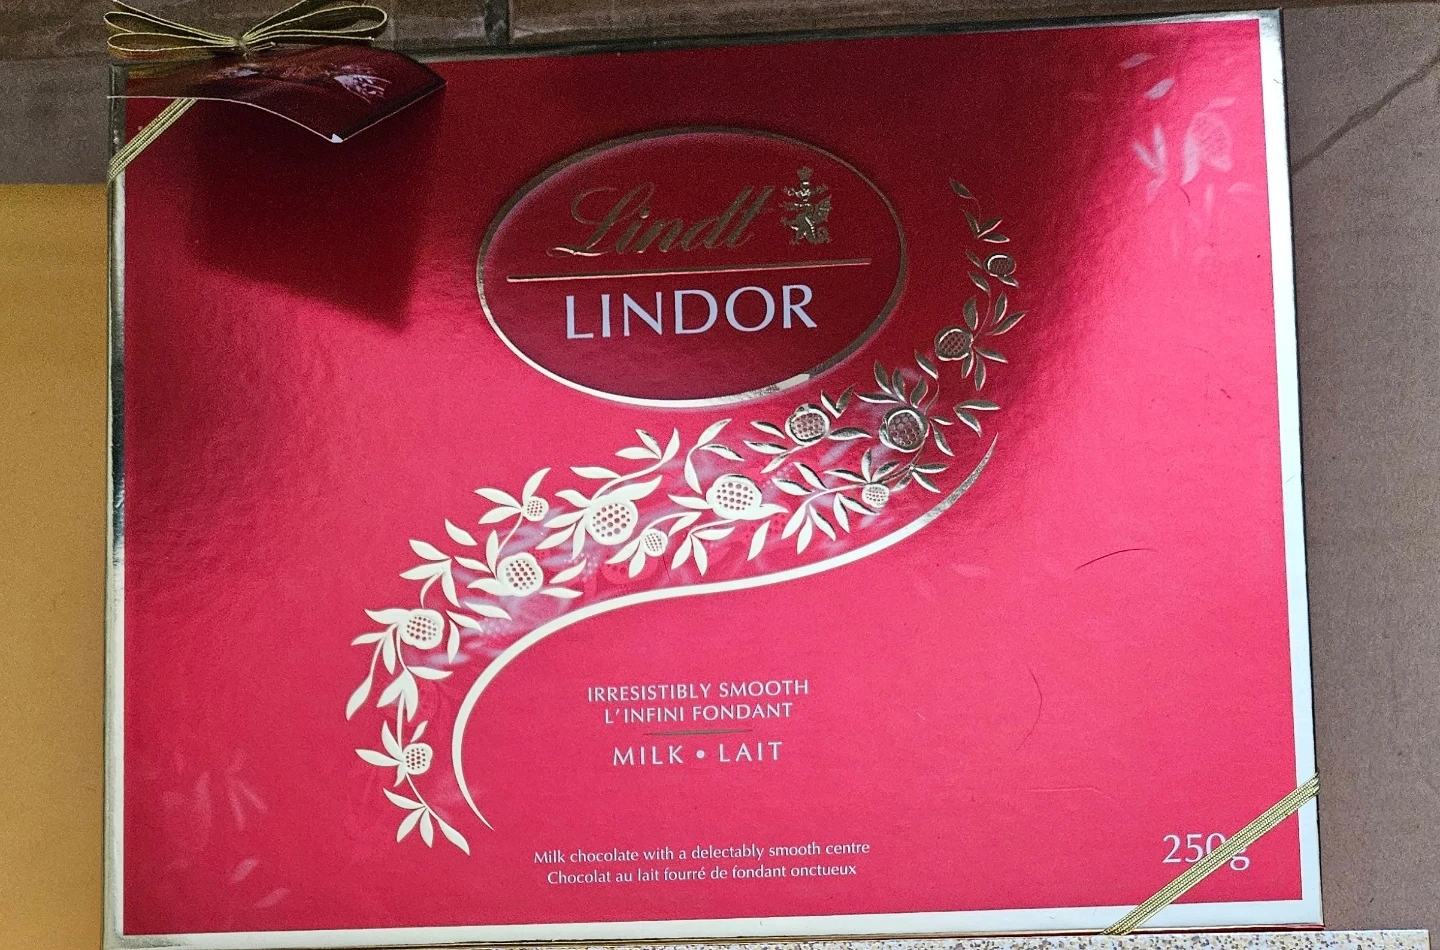 Lindt
LINDOR
IRRESISTIBLY SMOOTH
L'INFINI FONDANT
MILK • LAIT
Milk chocolate with a delectably smooth centre
Chocolat au lait fourré de fondant onctueux
250g